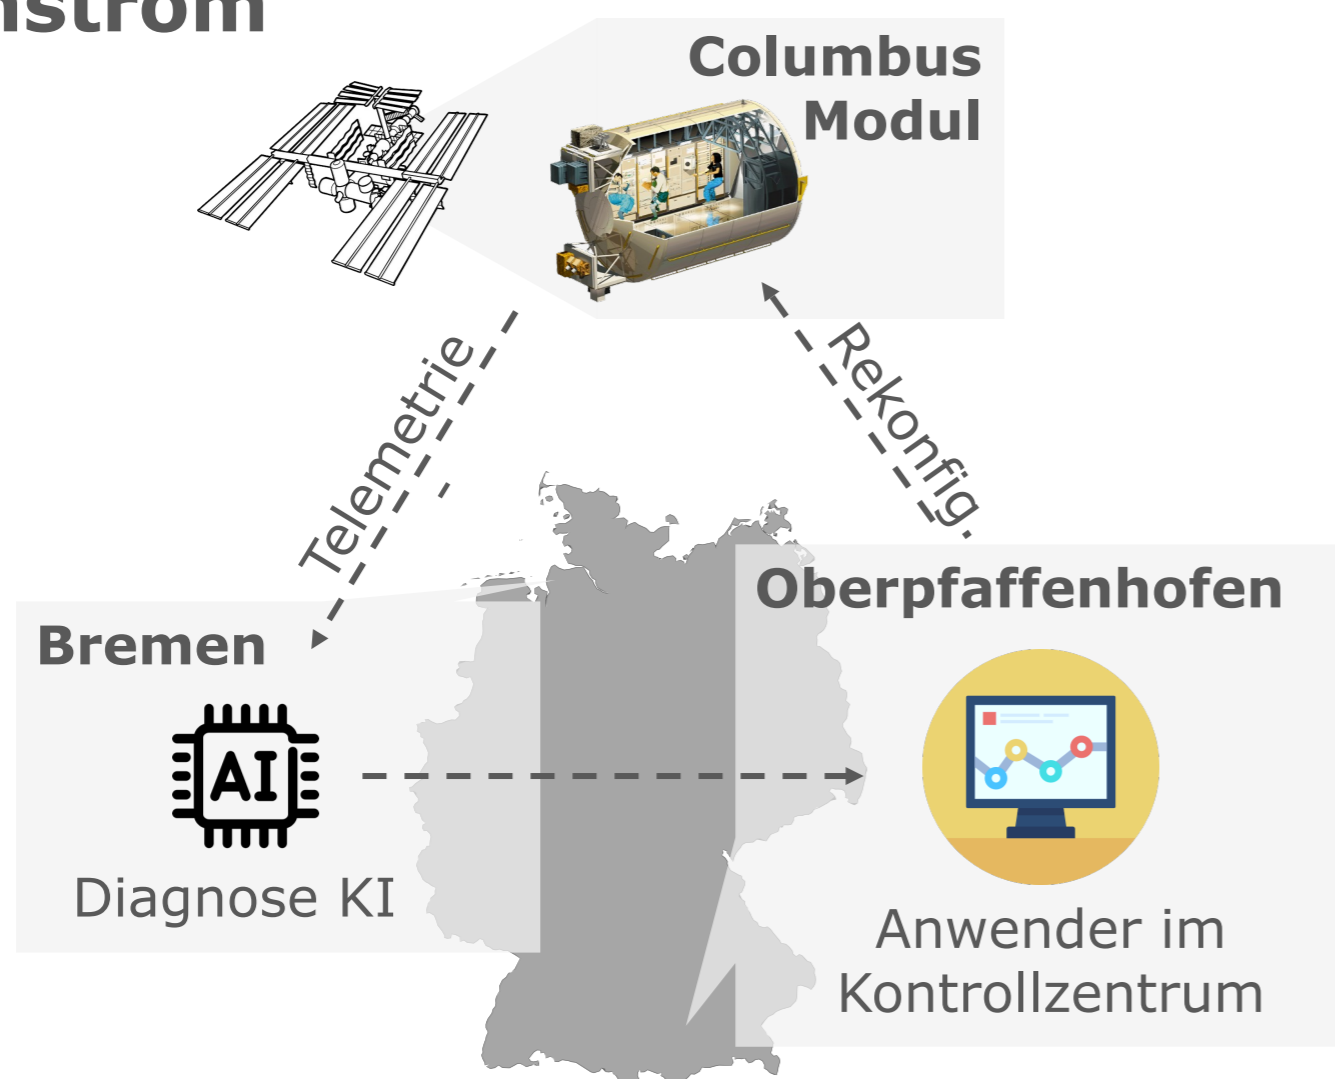 Columbus
Modul
Telemetrie
Rekonfig.
Bremen
AI
Diagnose KI
Oberpfaffenhofen
Anwender im
Kontrollzentrum